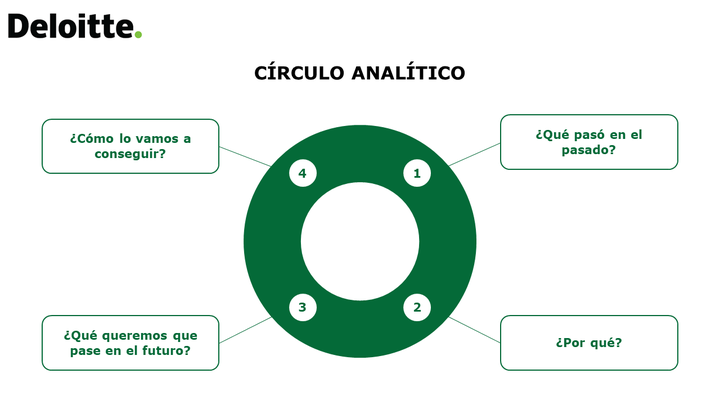 Deloitte.
CÍRCULO ANALÍTICO
¿Cómo lo vamos a
conseguir?
¿Qué pasó en el
pasado?
4
1
3
2
¿Qué queremos que
pase en el futuro?
¿Por qué?